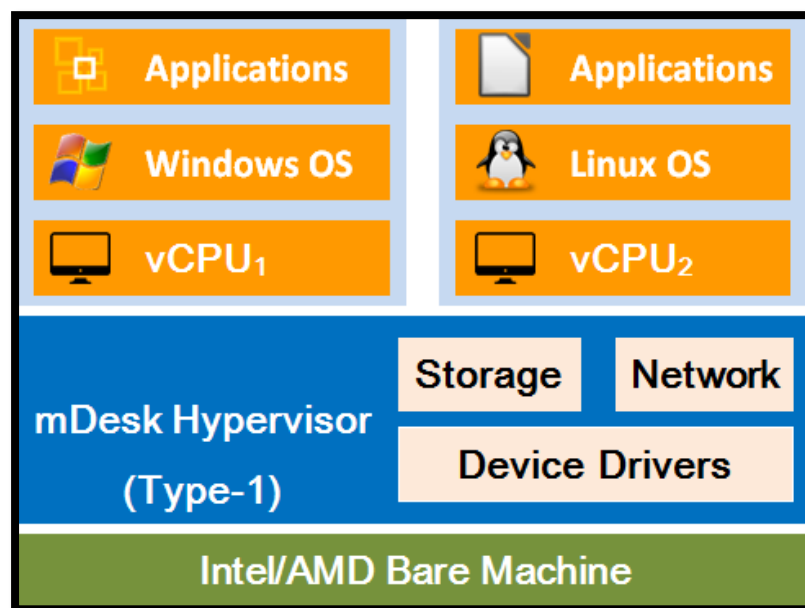 Applications
Windows OS
vCPU₁
Applications
Linux OS
vCPU₂
mDesk Hypervisor
(Type-1)
Storage
Network
Device Drivers
Intel/AMD Bare Machine